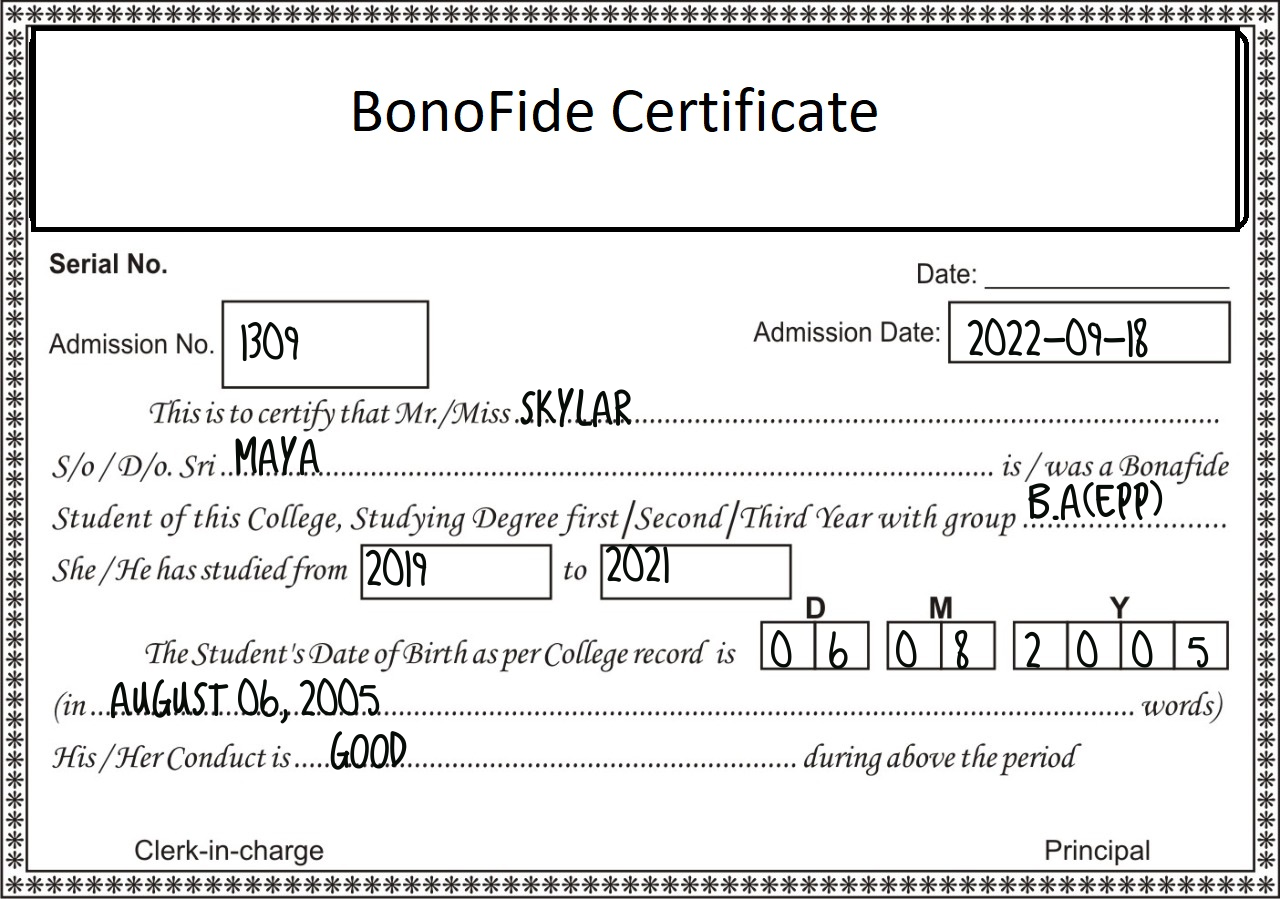 BonoFide Certificate
Serial No.
Date:
Admission No. 1309
Admission Date: 2022-09-18
This is to certify that Mr./Miss SKYLAR
S/o / D/o. Sri MAYA is / was a Bonafide
Student of this College, Studying Degree first/Second/Third Year with group B.A(EPP)
She / He has studied from 2019 to 2021
D M Y
The Student's Date of Birth as per College record is 0 6 0 8 2 0 0 5
(in AUGUST 06, 2005 words)
His / Her Conduct is GOOD during above the period
Clerk-in-charge
Principal